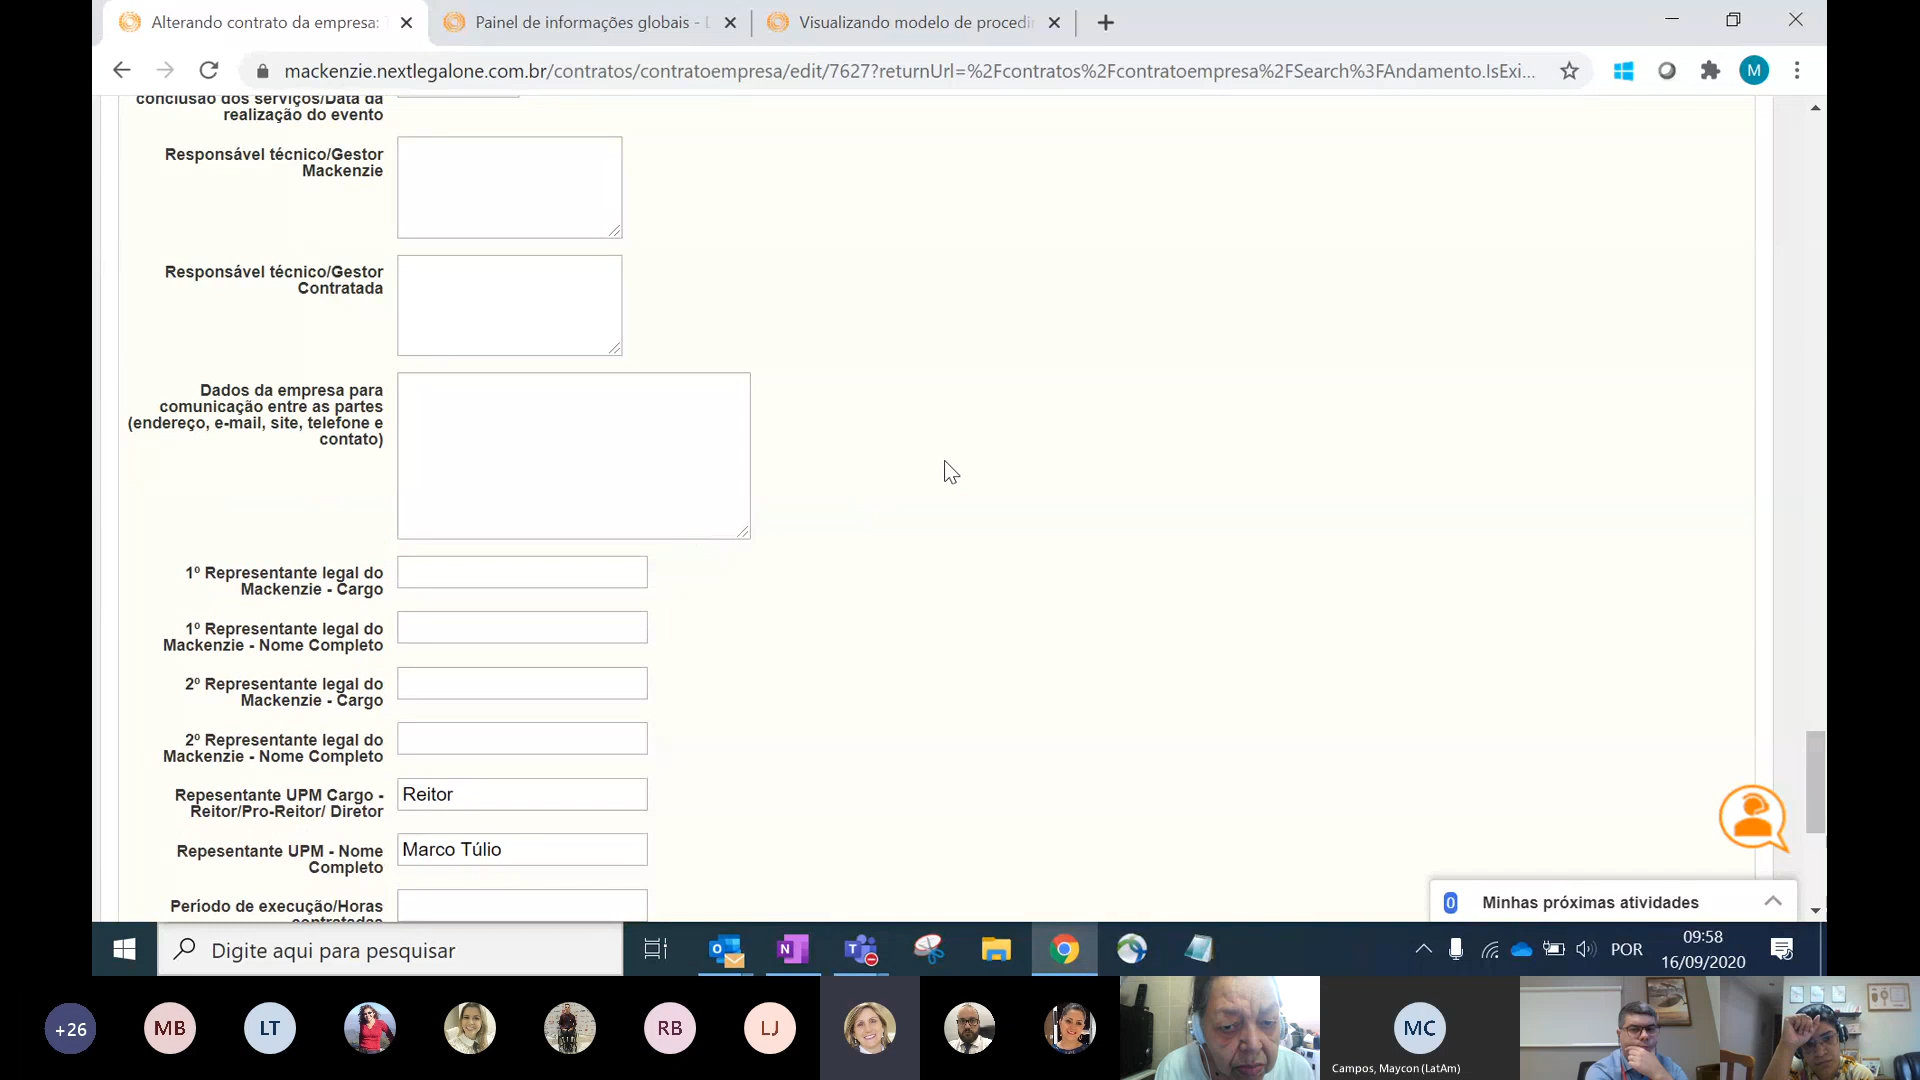 Alterando contrato da empresa:
Painel de informações globais -
Visualizando modelo de procedi
mackenzie.nextlegalone.com.br/contratos/contratoempresa/edit/7627?returnUrl=%2Fcontratos%2Fcontratoempresa%2FSearch%3FAndamento.IsExi...
M
conclusão dos serviços/Data da
realização do evento
Responsável técnico/Gestor
Mackenzie
Responsável técnico/Gestor
Contratada
Dados da empresa para
comunicação entre as partes
(endereço, e-mail, site, telefone e
contato)
1º Representante legal do
Mackenzie - Cargo
1º Representante legal do
Mackenzie - Nome Completo
2º Representante legal do
Mackenzie - Cargo
2º Representante legal do
Mackenzie - Nome Completo
Repesentante UPM Cargo -
Reitor/Pro-Reitor/ Diretor
Reitor
Repesentante UPM - Nome
Completo
Marco Túlio
Período de execução/Horas
contratadas
0 Minhas próximas atividades
Digite aqui para pesquisar
POR
09:58
16/09/2020
+26
MB
LT
RB
LJ
MC
Campos, Maycon (LatAm)